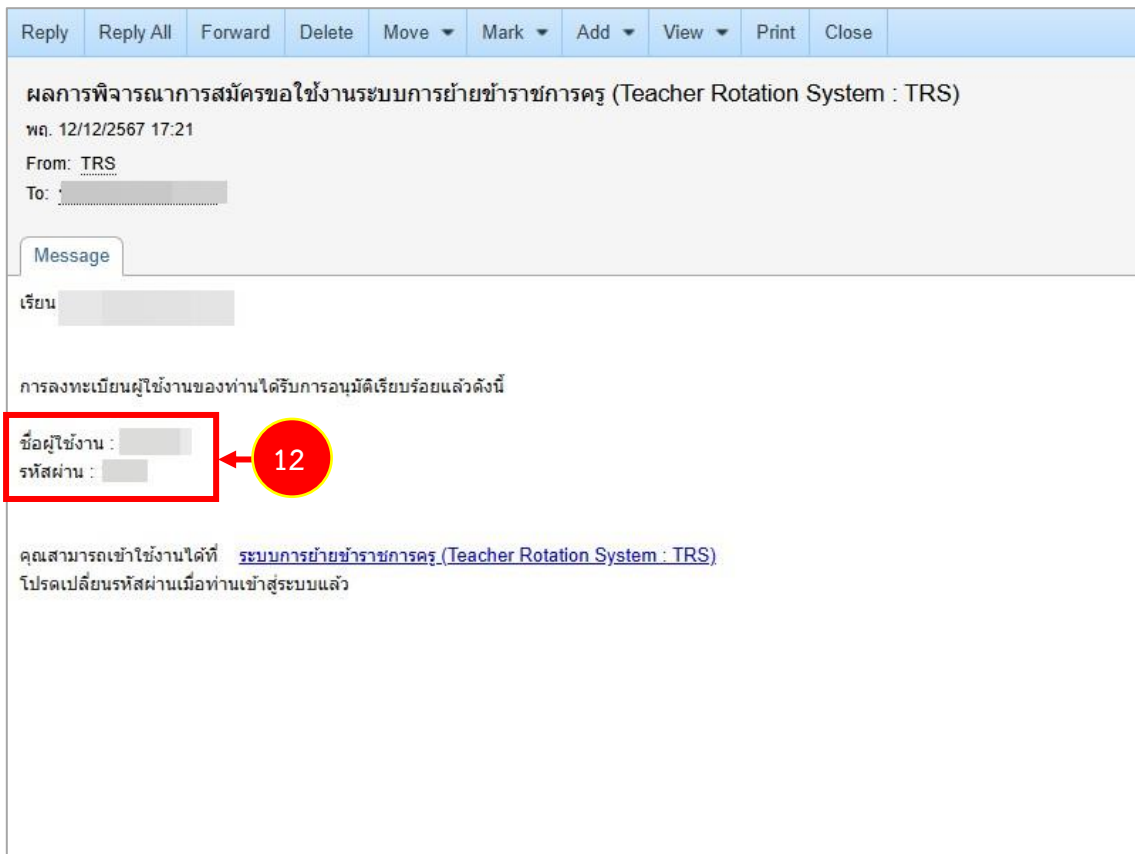 Reply Reply All Forward Delete Move Mark Add View Print Close
ผลการพิจารณาการสมัครขอใช้งานระบบการย้ายข้าราชการครู (Teacher Rotation System : TRS)
พฤ. 12/12/2567 17:21
From: TRS
To:
Message
เรียน
การลงทะเบียนผู้ใช้งานของท่านได้รับการอนุมัติเรียบร้อยแล้วดังนี้
ชื่อผู้ใช้งาน :
12
รหัสผ่าน :
คุณสามารถเข้าใช้งานได้ที่ ระบบการย้ายข้าราชการครู (Teacher Rotation System : TRS)
โปรดเปลี่ยนรหัสผ่านเมื่อท่านเข้าสู่ระบบแล้ว